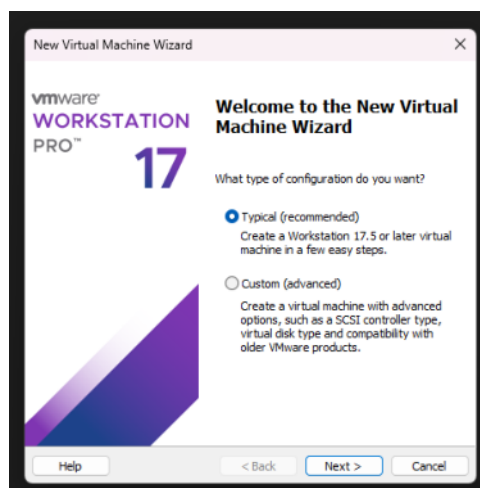 New Virtual Machine Wizard
vmware
WORKSTATION
PRO™
17
Welcome to the New Virtual
Machine Wizard
What type of configuration do you want?
Typical (recommended)
Create a Workstation 17.5 or later virtual
machine in a few easy steps.
Custom (advanced)
Create a virtual machine with advanced
options, such as a SCSI controller type,
virtual disk type and compatibility with
older VMware products.
Help
< Back
Next >
Cancel